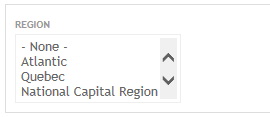 REGION
- None -
Atlantic
Quebec
National Capital Region